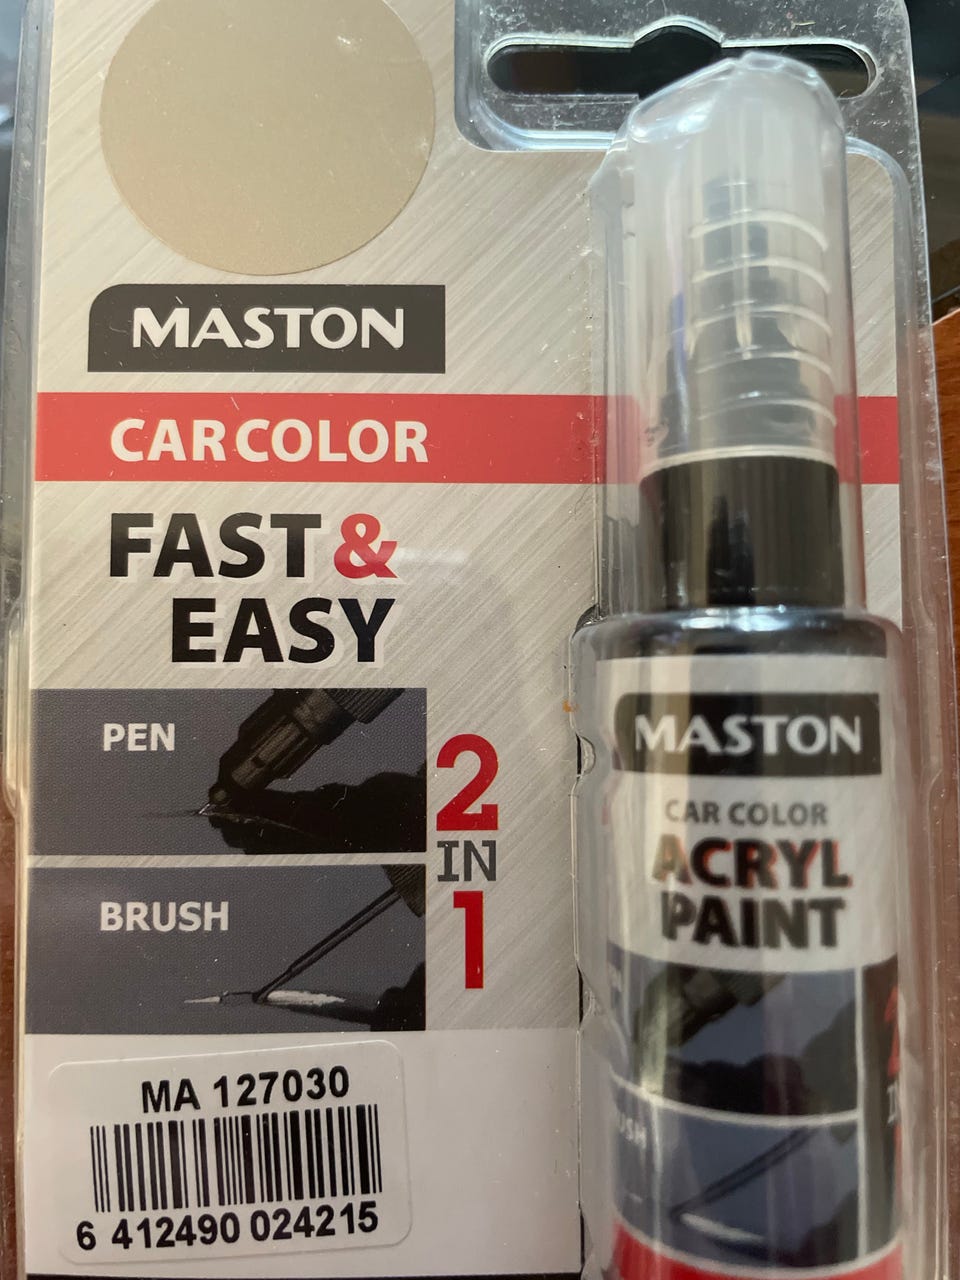 MASTON
CAR COLOR
FAST &
EASY
PEN
BRUSH
2
IN
1
MA 127030
6 412490 024215
MASTON
CAR COLOR
ACRYL
PAINT